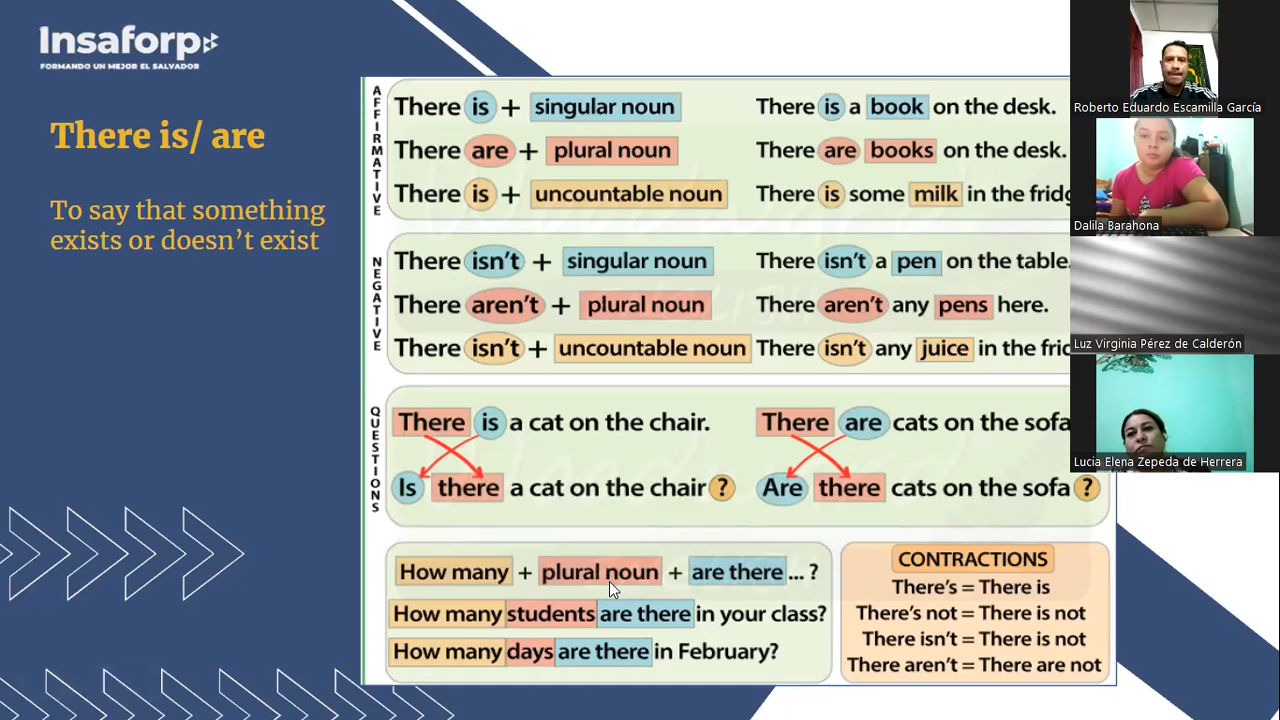 Insaforp
FORMANDO UN MEJOR EL SALVADOR
There is/ are
To say that something
exists or doesn't exist
AFFIRMATIVE
There is + singular noun
There is a book on the desk.
There are + plural noun
There are books on the desk.
There is + uncountable noun
There is some milk in the fridg
NEGATIVE
There isn't + singular noun
There isn't a pen on the table.
There aren't + plural noun
There aren't any pens here.
There isn't + uncountable noun
There isn't any juice in the frid
QUESTIONS
There is a cat on the chair.
Is there a cat on the chair ?
There are cats on the sofa
Are there cats on the sofa ?
How many + plural noun + are there ... ?
How many students are there in your class?
How many days are there in February?
CONTRACTIONS
There's = There is
There's not = There is not
There isn't = There is not
There aren't = There are not
Roberto Eduardo Escamilla García
Dalila Barahona
Luz Virginia Pérez de Calderón
Lucia Elena Zepeda de Herrera